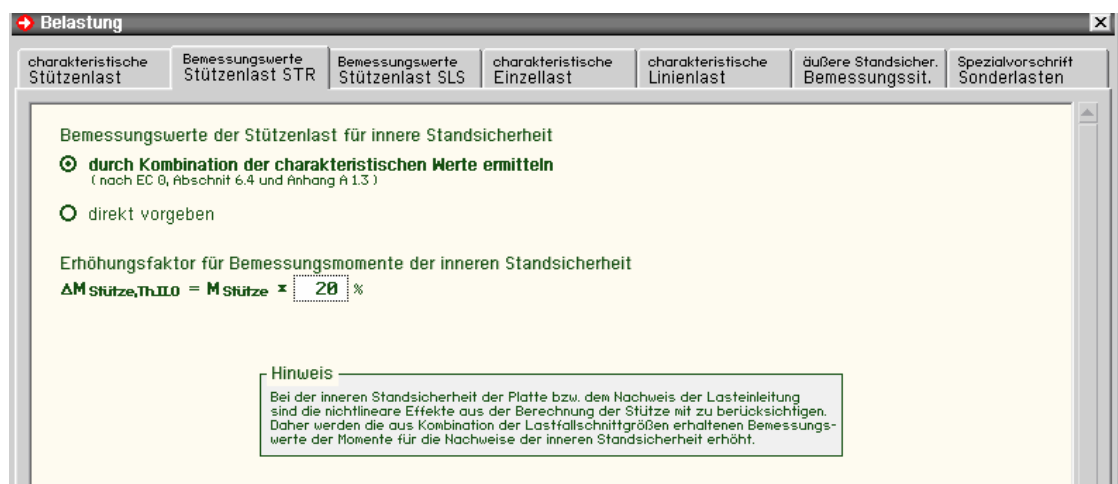 Belastung
charakteristische
Stützenlast
Bemessungswerte
Stützenlast STR
Bemessungswerte
Stützenlast SLS
charakteristische
Einzellast
charakteristische
Linienlast
äußere Standsicher.
Bemessungssit.
Spezialvorschrift
Sonderlasten
Bemessungswerte der Stützenlast für innere Standsicherheit
durch Kombination der charakteristischen Werte ermitteln
( nach EC 0, Abschnit 6.4 und Anhang A 1.3 )
direkt vorgeben
Erhöhungsfaktor für Bemessungsmomente der inneren Standsicherheit
ΔM Stütze,Th.II.O = M Stütze x 20 %
Hinweis
Bei der inneren Standsicherheit der Platte bzw. dem Nachweis der Lasteinleitung
sind die nichtlineare Effekte aus der Berechnung der Stütze mit zu berücksichtigen.
Daher werden die aus Kombination der Lastfallschnittgrößen erhaltenen Bemessungs-
werte der Momente für die Nachweise der inneren Standsicherheit erhöht.